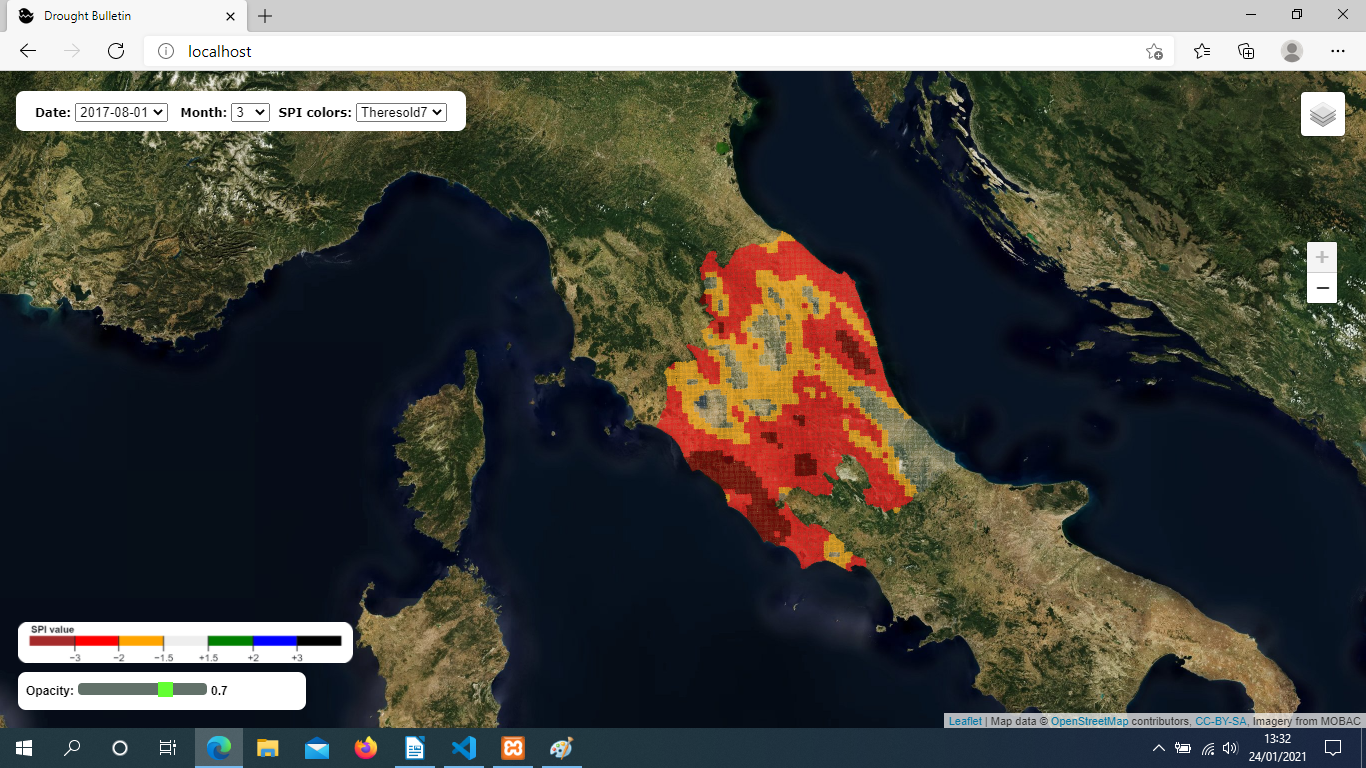 Drought Bulletin
localhost
Date: 2017-08-01 Month: 3 SPI colors: Theresold7
+
−
SPI value
−3 −2 −1.5 +1.5 +2 +3
Opacity: 0.7
Leaflet | Map data © OpenStreetMap contributors, CC-BY-SA, Imagery from MOBAC
13:32
24/01/2021